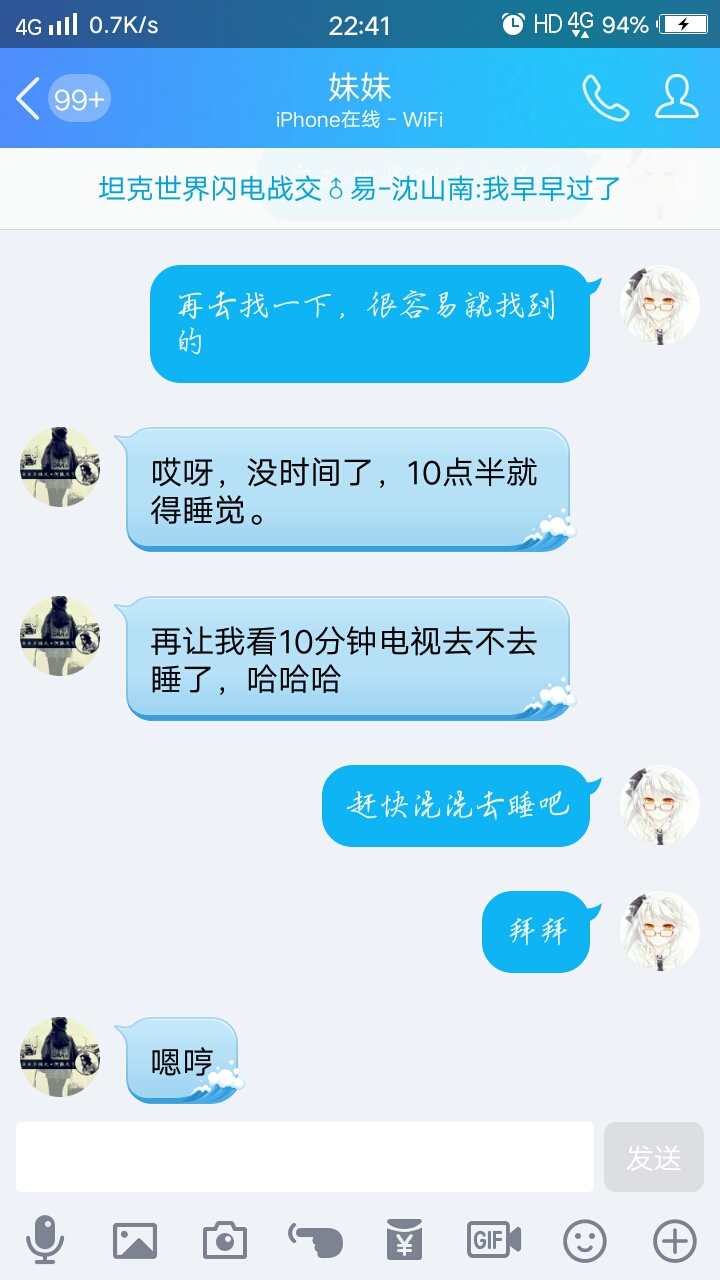 4G 0.7K/s 22:41 HD 4G 94%
99+ 妹妹
iPhone在线 - WiFi
坦克世界闪电战交♂易-沈山南:我早早过了
再去找一下，很容易就找到
的
哎呀，没时间了，10点半就
得睡觉。
再让我看10分钟电视去不去
睡了，哈哈哈
赶快洗洗去睡吧
拜拜
嗯哼
发送
¥
GIF